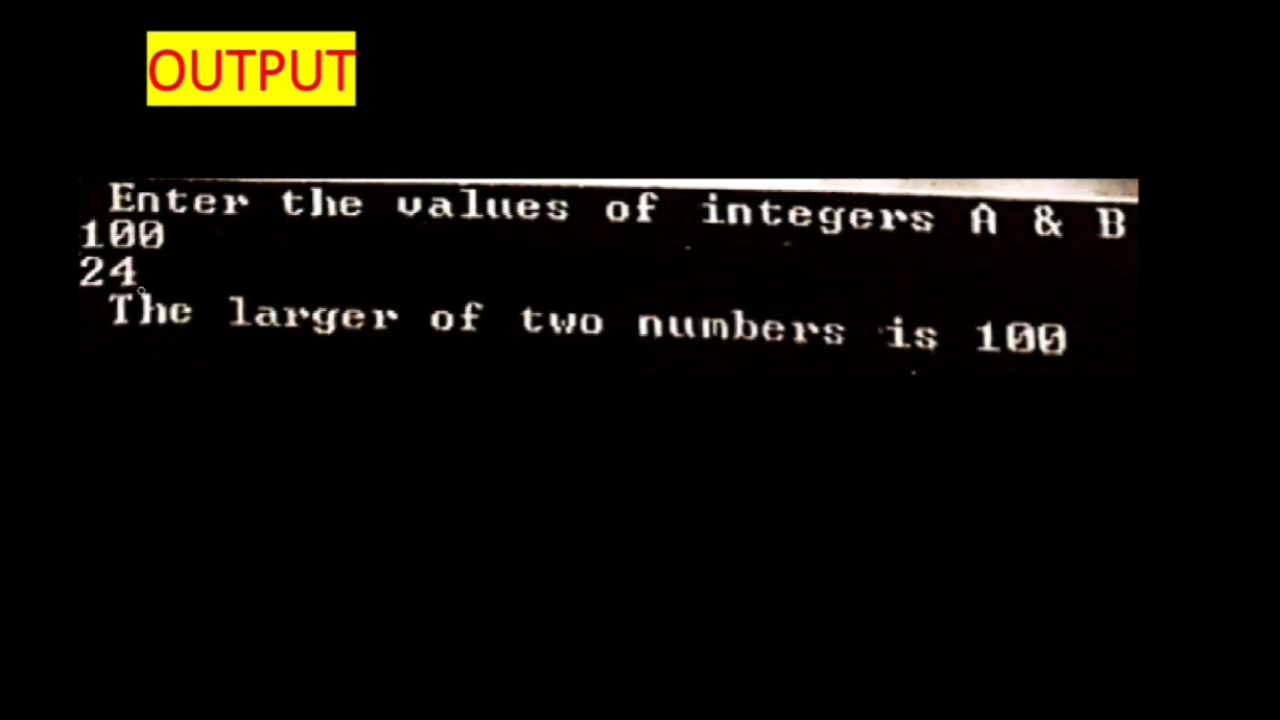 OUTPUT
Enter the values of integers A & B
100
24
The larger of two numbers is 100